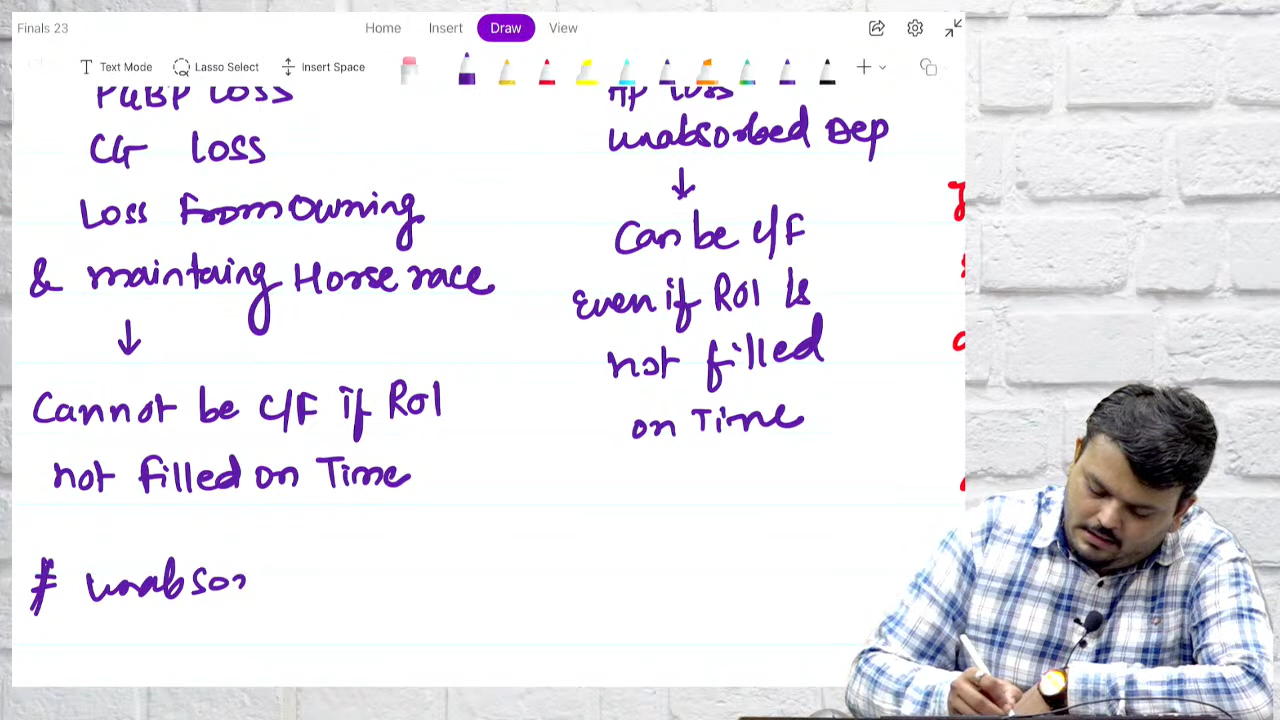 Finals 23
Home Insert Draw View
Text Mode Lasso Select Insert Space
PGBP Loss
CG Loss
Loss from Owning
& maintaing Horse race
Cannot be C/F if RoI
not filled on Time
HP Loss
unabsorbed Dep
Can be C/F
Even if RoI is
not filled
on Time
# unabsor